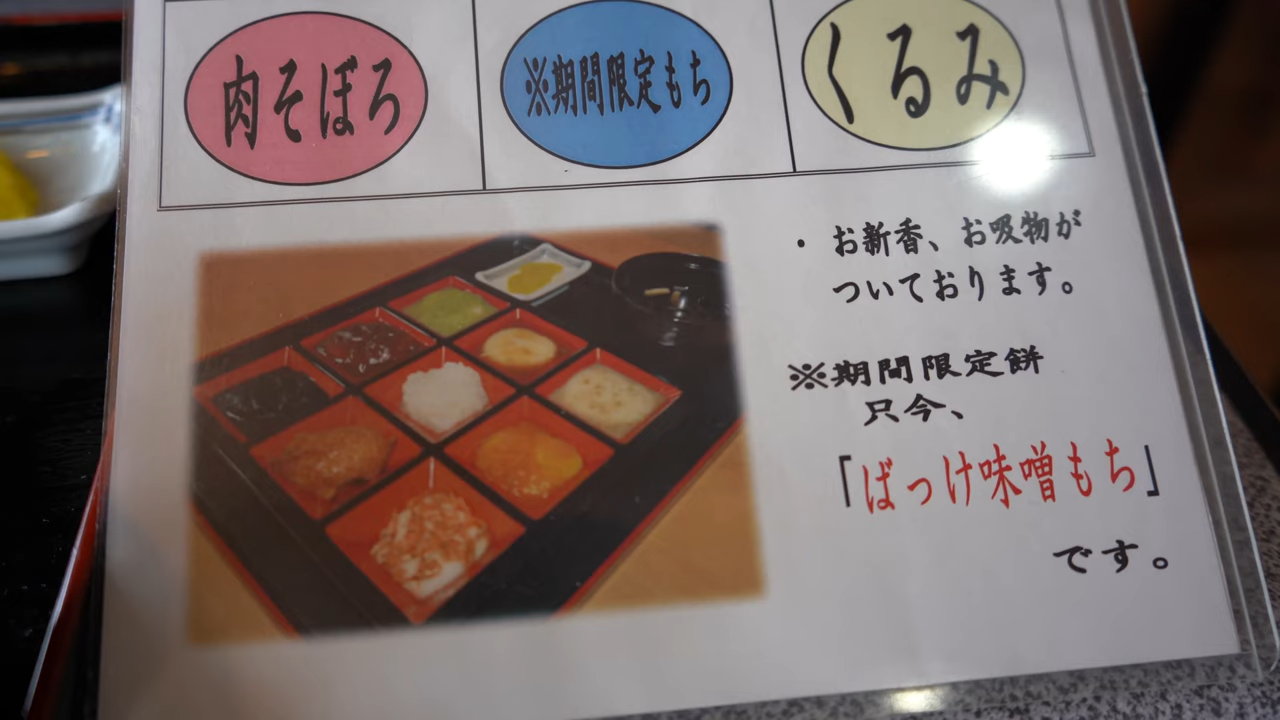 肉そぼろ
※期間限定もち
くるみ
・お新香、お吸物が
ついております。
※期間限定餅
只今、
「ばっけ味噌もち」
です。